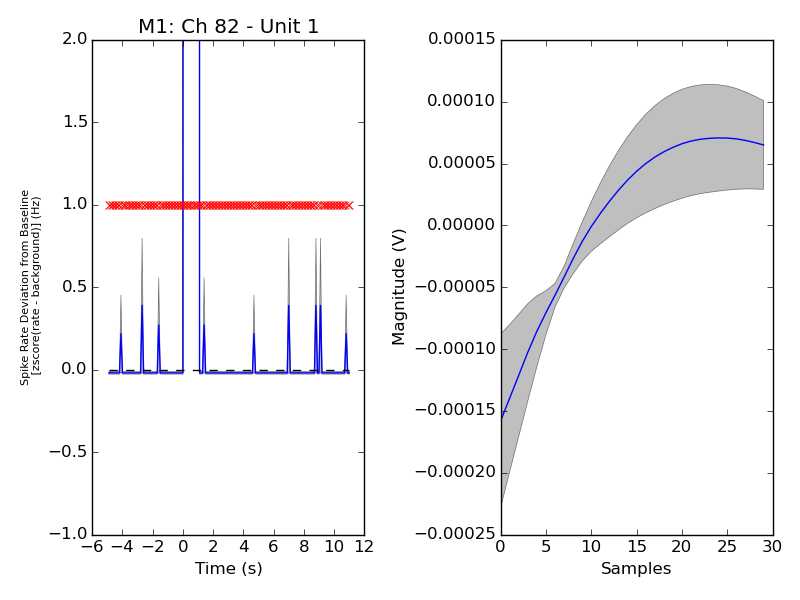 M1: Ch 82 - Unit 1
2.0
1.5
1.0
0.5
0.0
−0.5
−1.0
−6 −4 −2 0 2 4 6 8 10 12
Time (s)
Spike Rate Deviation from Baseline
[zscore(rate - background)] (Hz)
0.00015
0.00010
0.00005
0.00000
−0.00005
−0.00010
−0.00015
−0.00020
−0.00025
0 5 10 15 20 25 30
Samples
Magnitude (V)